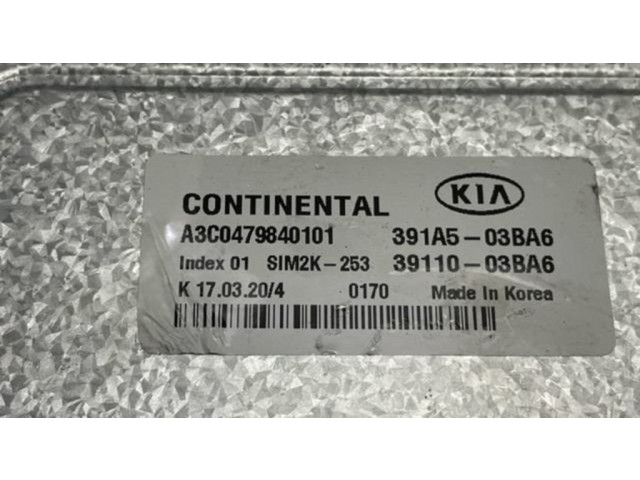 CONTINENTAL KIA
A3C0479840101 391A5-03BA6
Index 01 SIM2K-253 39110-03BA6
K 17.03.20/4 0170 Made In Korea